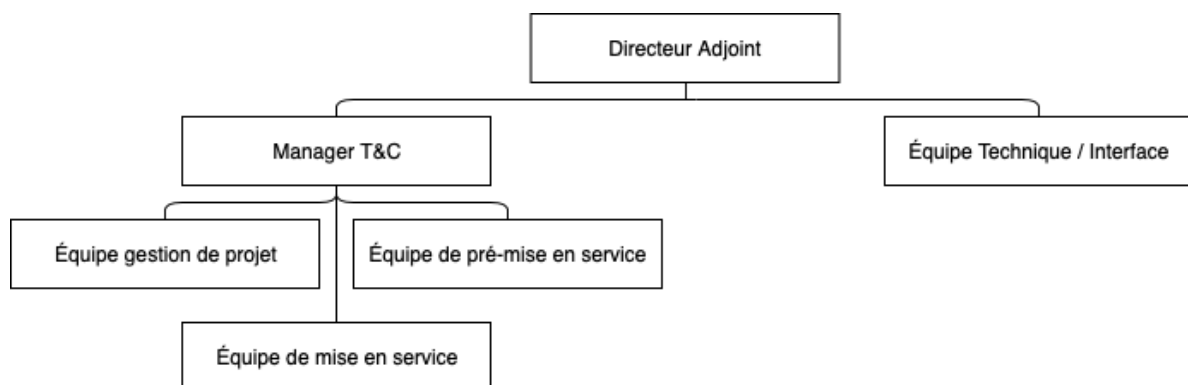 Directeur Adjoint
Manager T&C
Équipe Technique / Interface
Équipe gestion de projet
Équipe de pré-mise en service
Équipe de mise en service